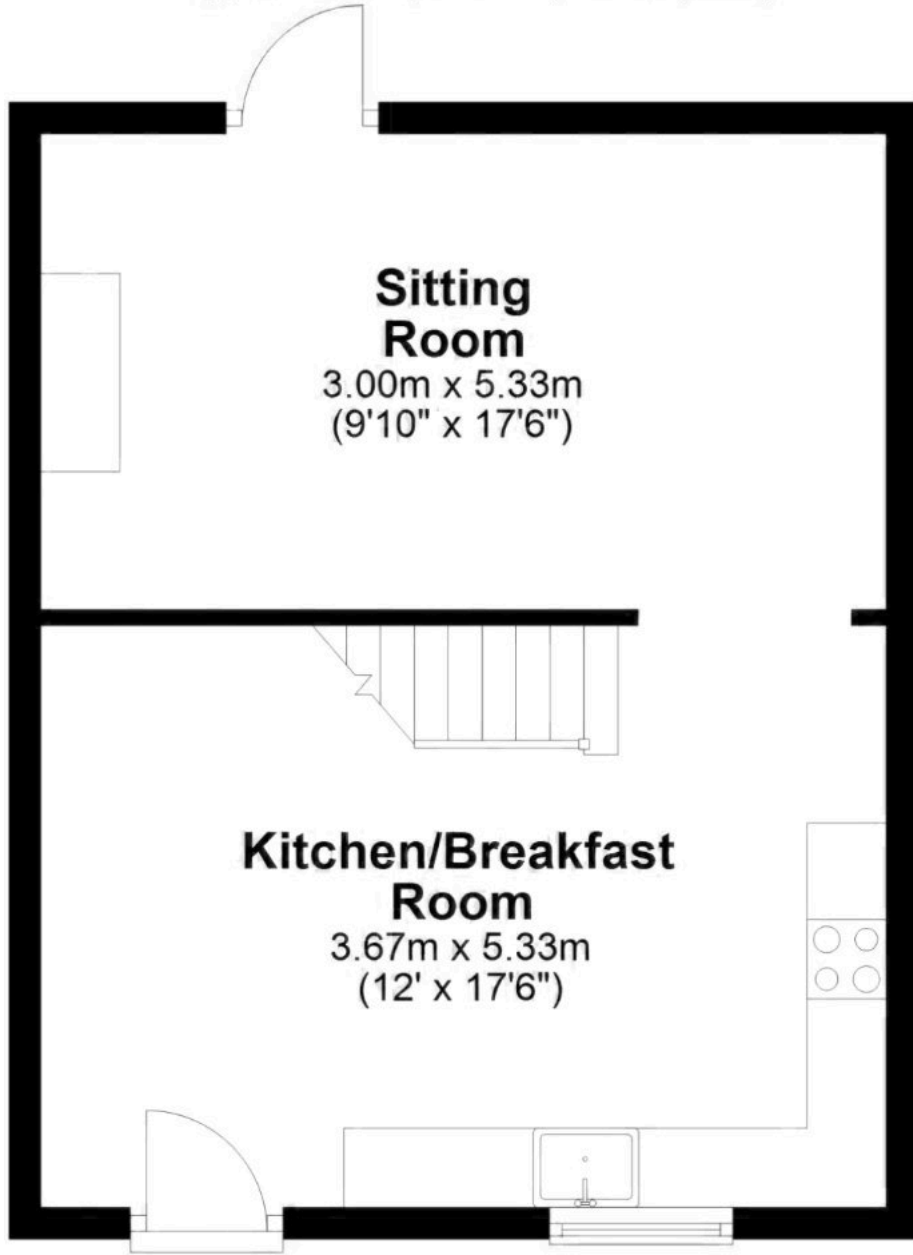 Sitting
Room
3.00m x 5.33m
(9'10" x 17'6")
Kitchen/Breakfast
Room
3.67m x 5.33m
(12' x 17'6")